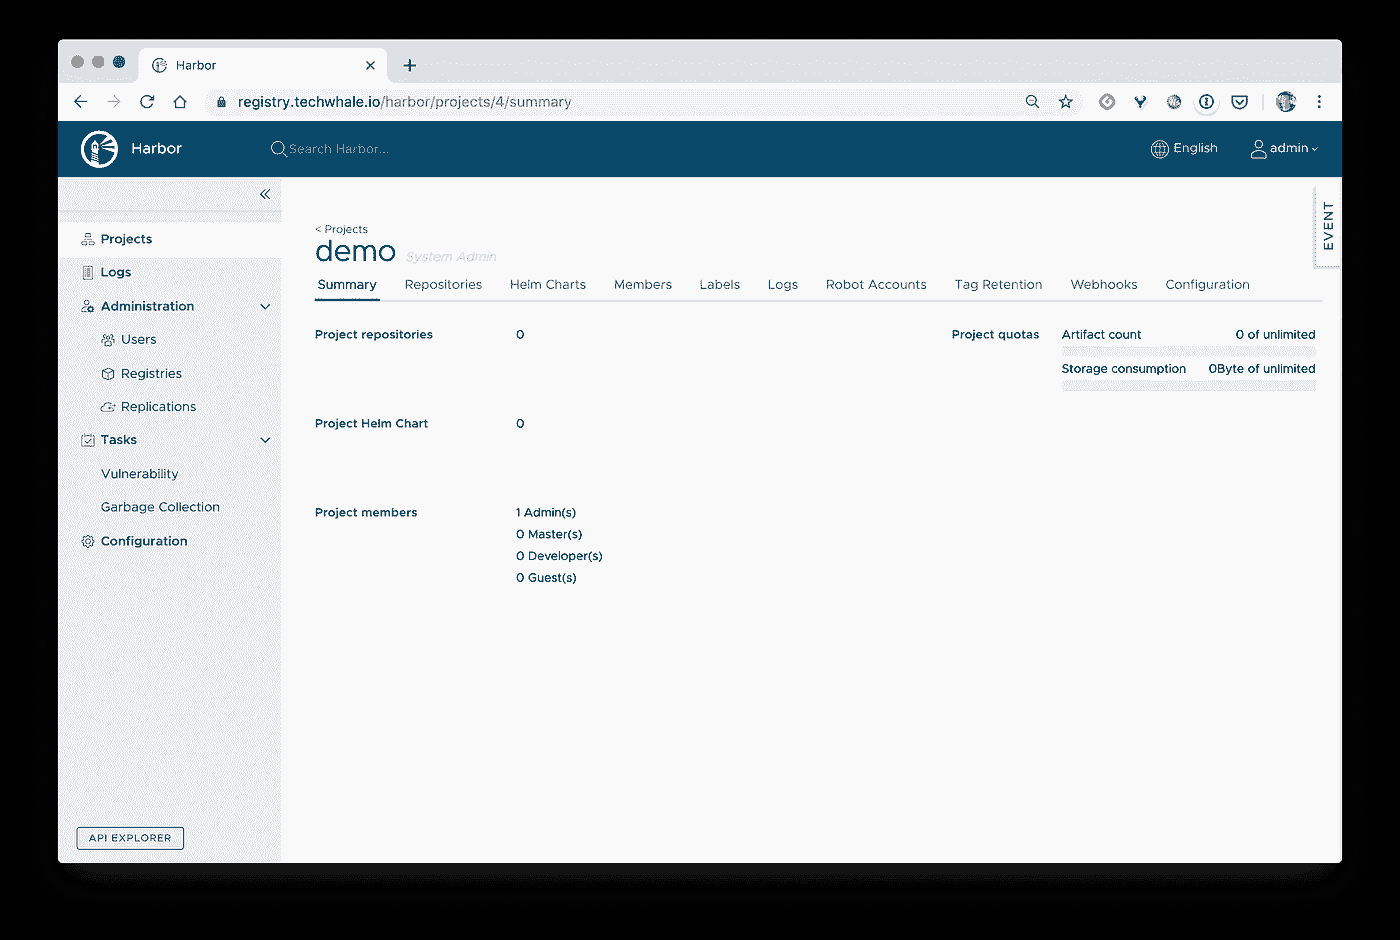 Harbor
registry.techwhale.io/harbor/projects/4/summary
Harbor
Search Harbor...
English
admin
EVENT
Projects
Logs
Administration
Users
Registries
Replications
Tasks
Vulnerability
Garbage Collection
Configuration
API EXPLORER
< Projects
demo System Admin
Summary Repositories Helm Charts Members Labels Logs Robot Accounts Tag Retention Webhooks Configuration
Project repositories 0
Project quotas Artifact count 0 of unlimited
Storage consumption 0Byte of unlimited
Project Helm Chart 0
Project members 1 Admin(s)
0 Master(s)
0 Developer(s)
0 Guest(s)